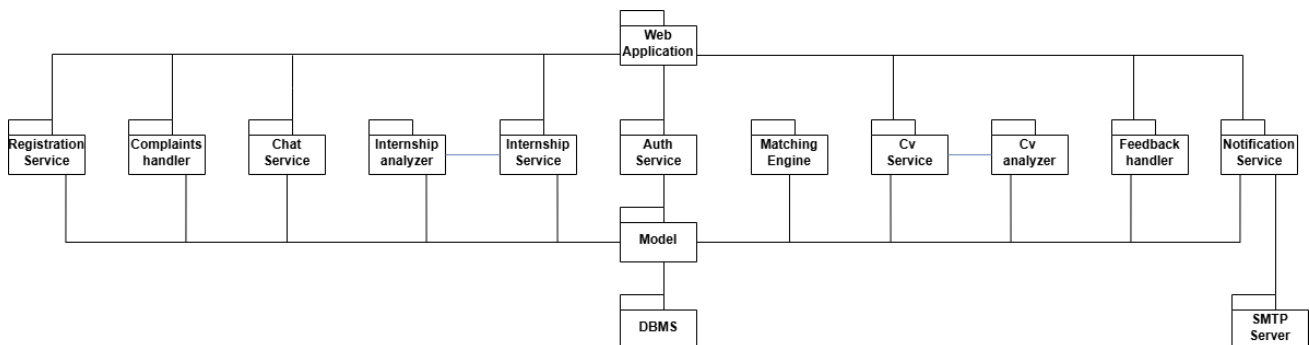 Web
Application
Registration
Service
Complaints
handler
Chat
Service
Internship
analyzer
Internship
Service
Auth
Service
Matching
Engine
Cv
Service
Cv
analyzer
Feedback
handler
Notification
Service
Model
DBMS
SMTP
Server